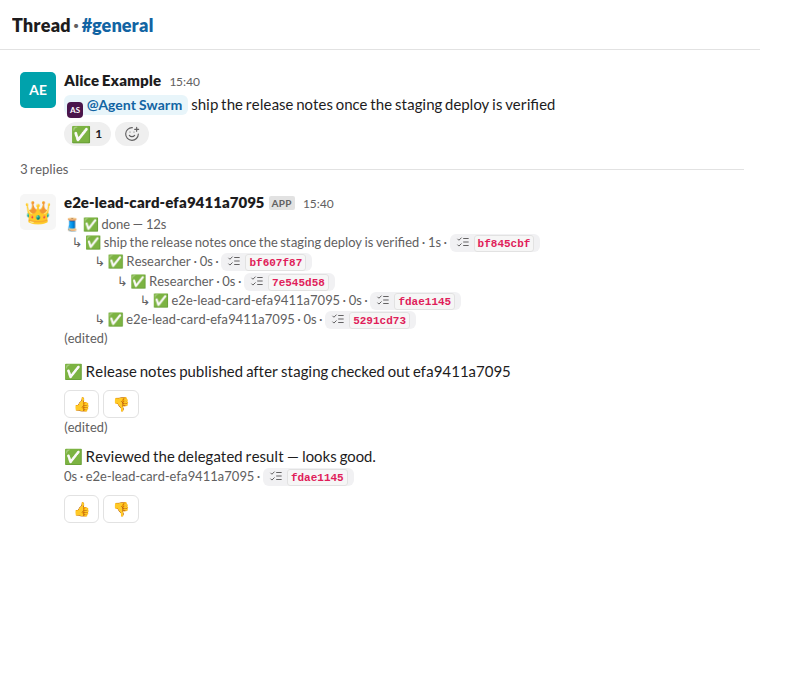 Thread · #general
AE
Alice Example 15:40
AS @Agent Swarm ship the release notes once the staging deploy is verified
✅ 1
3 replies
e2e-lead-card-efa9411a7095 APP 15:40
🧵 ✅ done — 12s
↳ ✅ ship the release notes once the staging deploy is verified · 1s · bf845cbf
↳ ✅ Researcher · 0s · bf607f87
↳ ✅ Researcher · 0s · 7e545d58
↳ ✅ e2e-lead-card-efa9411a7095 · 0s · fdae1145
↳ ✅ e2e-lead-card-efa9411a7095 · 0s · 5291cd73
(edited)
✅ Release notes published after staging checked out efa9411a7095
👍 👎
(edited)
✅ Reviewed the delegated result — looks good.
0s · e2e-lead-card-efa9411a7095 · fdae1145
👍 👎